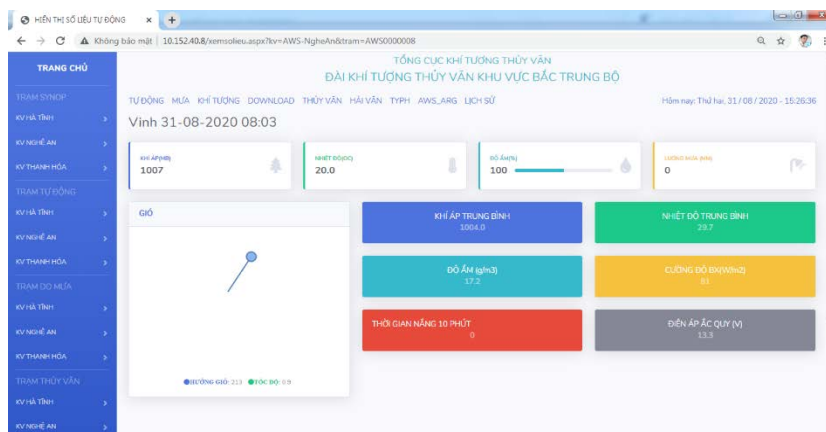 HIỂN THỊ SỐ LIỆU TỰ ĐỘNG
Không bảo mật
10.152.40.8/xemsolieu.aspx?kv=AWS-NgheAn&tram=AWS0000008
TRANG CHỦ
TRẠM SYNOP
KV HÀ TĨNH
KV NGHỆ AN
KV THANH HÓA
TRẠM TỰ ĐỘNG
KV HÀ TĨNH
KV NGHỆ AN
KV THANH HÓA
TRẠM ĐO MƯA
KV HÀ TĨNH
KV NGHỆ AN
KV THANH HÓA
TRẠM THỦY VĂN
KV HÀ TĨNH
KV NGHỆ AN
TỔNG CỤC KHÍ TƯỢNG THỦY VĂN
ĐÀI KHÍ TƯỢNG THỦY VĂN KHU VỰC BẮC TRUNG BỘ
TỰ ĐỘNG MƯA KHÍ TƯỢNG DOWNLOAD THỦY VĂN HẢI VĂN TYPH AWS_ARG LỊCH SỬ
Hôm nay: Thứ hai, 31 / 08 / 2020 - 15:26:36
Vinh 31-08-2020 08:03
KHÍ ÁP(MB)
1007
NHIỆT ĐỘ(OC)
20.0
ĐỘ ẨM(%)
100
LƯỢNG MƯA (MM)
0
GIÓ
HƯỚNG GIÓ: 213 TỐC ĐỘ: 0.9
KHÍ ÁP TRUNG BÌNH
1004.0
NHIỆT ĐỘ TRUNG BÌNH
29.7
ĐỘ ẨM (g/m3)
17.2
CƯỜNG ĐỘ BX(W/m2)
81
THỜI GIAN NẮNG 10 PHÚT
0
ĐIỆN ÁP ẮC QUY (V)
13.3